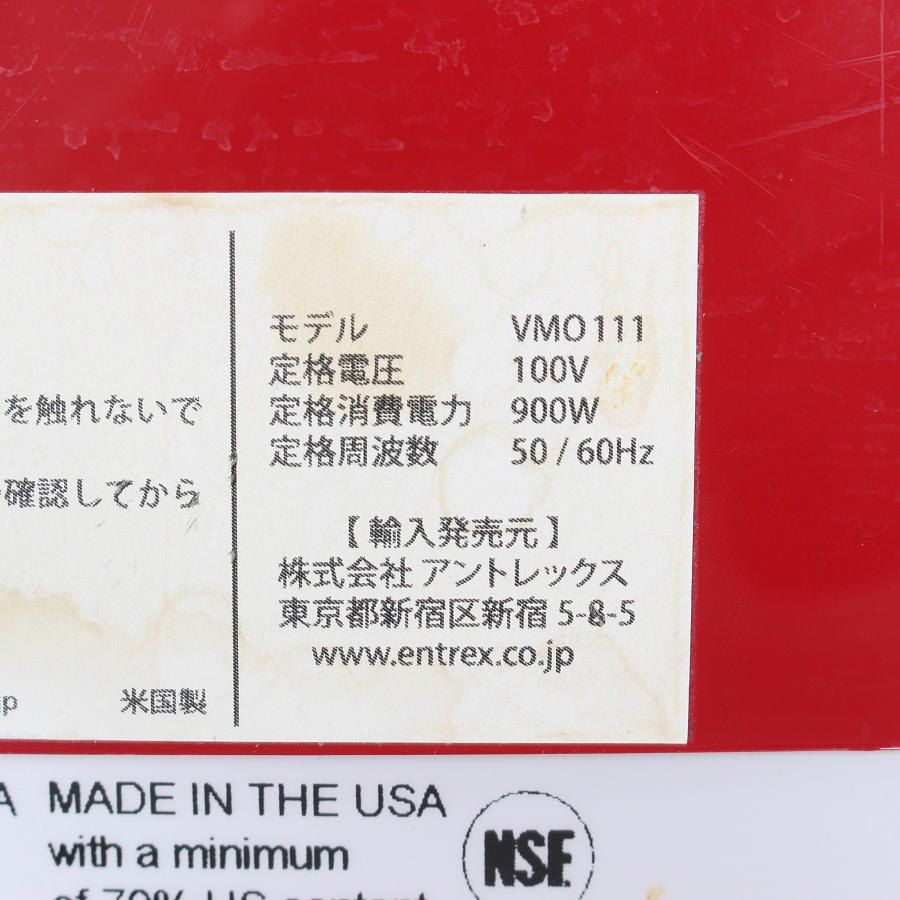 を触れないで
確認してから
p
米国製
モデル VMO111
定格電圧 100V
定格消費電力 900W
定格周波数 50 / 60Hz
【 輸入発売元 】
株式会社 アントレックス
東京都新宿区新宿 5-8-5
www.entrex.co.jp
A MADE IN THE USA
with a minimum
of 70% US content
NSF